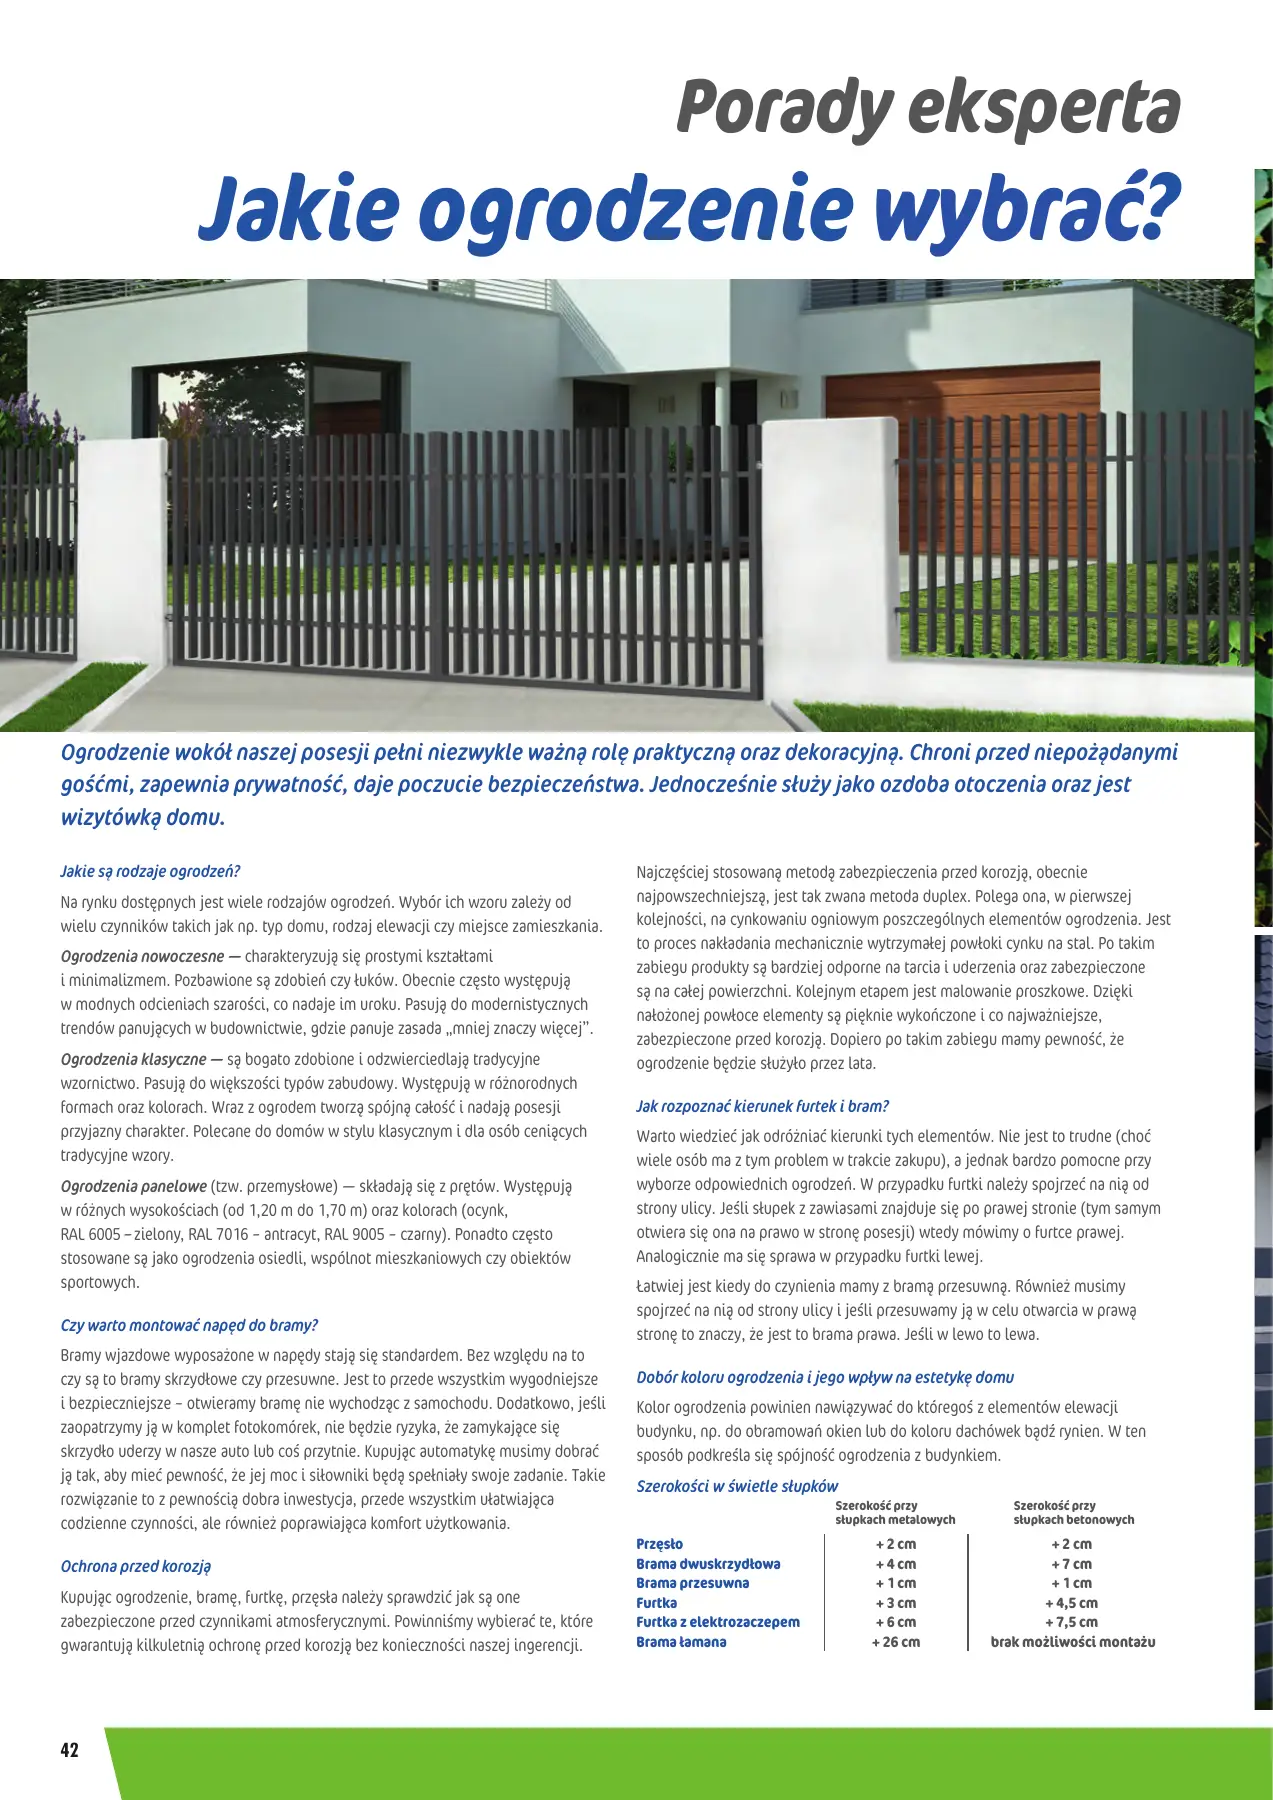 Porady eksperta
Jakie ogrodzenie wybrać?
Ogrodzenie wokół naszej posesji pełni niezwykle ważną rolę praktyczną oraz dekoracyjną. Chroni przed niepożądanymi
gośćmi, zapewnia prywatność, daje poczucie bezpieczeństwa. Jednocześnie służy jako ozdoba otoczenia oraz jest
wizytówką domu.
Jakie są rodzaje ogrodzeń?
Na rynku dostępnych jest wiele rodzajów ogrodzeń. Wybór ich wzoru zależy od
wielu czynników takich jak np. typ domu, rodzaj elewacji czy miejsce zamieszkania.
Ogrodzenia nowoczesne — charakteryzują się prostymi kształtami
i minimalizmem. Pozbawione są zdobień czy łuków. Obecnie często występują
w modnych odcieniach szarości, co nadaje im uroku. Pasują do modernistycznych
trendów panujących w budownictwie, gdzie panuje zasada „mniej znaczy więcej”.
Ogrodzenia klasyczne — są bogato zdobione i odzwierciedlają tradycyjne
wzornictwo. Pasują do większości typów zabudowy. Występują w różnorodnych
formach oraz kolorach. Wraz z ogrodem tworzą spójną całość i nadają posesji
przyjazny charakter. Polecane do domów w stylu klasycznym i dla osób ceniących
tradycyjne wzory.
Ogrodzenia panelowe (tzw. przemysłowe) — składają się z prętów. Występują
w różnych wysokościach (od 1,20 m do 1,70 m) oraz kolorach (ocynk,
RAL 6005 – zielony, RAL 7016 – antracyt, RAL 9005 – czarny). Ponadto często
stosowane są jako ogrodzenia osiedli, wspólnot mieszkaniowych czy obiektów
sportowych.
Czy warto montować napęd do bramy?
Bramy wjazdowe wyposażone w napędy stają się standardem. Bez względu na to
czy są to bramy skrzydłowe czy przesuwne. Jest to przede wszystkim wygodniejsze
i bezpieczniejsze – otwieramy bramę nie wychodząc z samochodu. Dodatkowo, jeśli
zaopatrzymy ją w komplet fotokomórek, nie będzie ryzyka, że zamykające się
skrzydło uderzy w nasze auto lub coś przytnie. Kupując automatykę musimy dobrać
ją tak, aby mieć pewność, że jej moc i siłowniki będą spełniały swoje zadanie. Takie
rozwiązanie to z pewnością dobra inwestycja, przede wszystkim ułatwiająca
codzienne czynności, ale również poprawiająca komfort użytkowania.
Ochrona przed korozją
Kupując ogrodzenie, bramę, furtkę, przęsła należy sprawdzić jak są one
zabezpieczone przed czynnikami atmosferycznymi. Powinniśmy wybierać te, które
gwarantują kilkuletnią ochronę przed korozją bez konieczności naszej ingerencji.
Najczęściej stosowaną metodą zabezpieczenia przed korozją, obecnie
najpowszechniejszą, jest tak zwana metoda duplex. Polega ona, w pierwszej
kolejności, na cynkowaniu ogniowym poszczególnych elementów ogrodzenia. Jest
to proces nakładania mechanicznie wytrzymałej powłoki cynku na stal. Po takim
zabiegu produkty są bardziej odporne na tarcia i uderzenia oraz zabezpieczone
są na całej powierzchni. Kolejnym etapem jest malowanie proszkowe. Dzięki
nałożonej powłoce elementy są pięknie wykończone i co najważniejsze,
zabezpieczone przed korozją. Dopiero po takim zabiegu mamy pewność, że
ogrodzenie będzie służyło przez lata.
Jak rozpoznać kierunek furtek i bram?
Warto wiedzieć jak odróżniać kierunki tych elementów. Nie jest to trudne (choć
wiele osób ma z tym problem w trakcie zakupu), a jednak bardzo pomocne przy
wyborze odpowiednich ogrodzeń. W przypadku furtki należy spojrzeć na nią od
strony ulicy. Jeśli słupek z zawiasami znajduje się po prawej stronie (tym samym
otwiera się ona na prawo w stronę posesji) wtedy mówimy o furtce prawej.
Analogicznie ma się sprawa w przypadku furtki lewej.
Łatwiej jest kiedy do czynienia mamy z bramą przesuwną. Również musimy
spojrzeć na nią od strony ulicy i jeśli przesuwamy ją w celu otwarcia w prawą
stronę to znaczy, że jest to brama prawa. Jeśli w lewo to lewa.
Dobór koloru ogrodzenia i jego wpływ na estetykę domu
Kolor ogrodzenia powinien nawiązywać do któregoś z elementów elewacji
budynku, np. do obramowań okien lub do koloru dachówek bądź rynien. W ten
sposób podkreśla się spójność ogrodzenia z budynkiem.
Szerokości w świetle słupków
Szerokość przy słupkach metalowych Szerokość przy słupkach betonowych
Przęsło + 2 cm + 2 cm
Brama dwuskrzydłowa + 4 cm + 7 cm
Brama przesuwna + 1 cm + 1 cm
Furtka + 3 cm + 4,5 cm
Furtka z elektrozaczepem + 6 cm + 7,5 cm
Brama łamana + 26 cm brak możliwości montażu
42